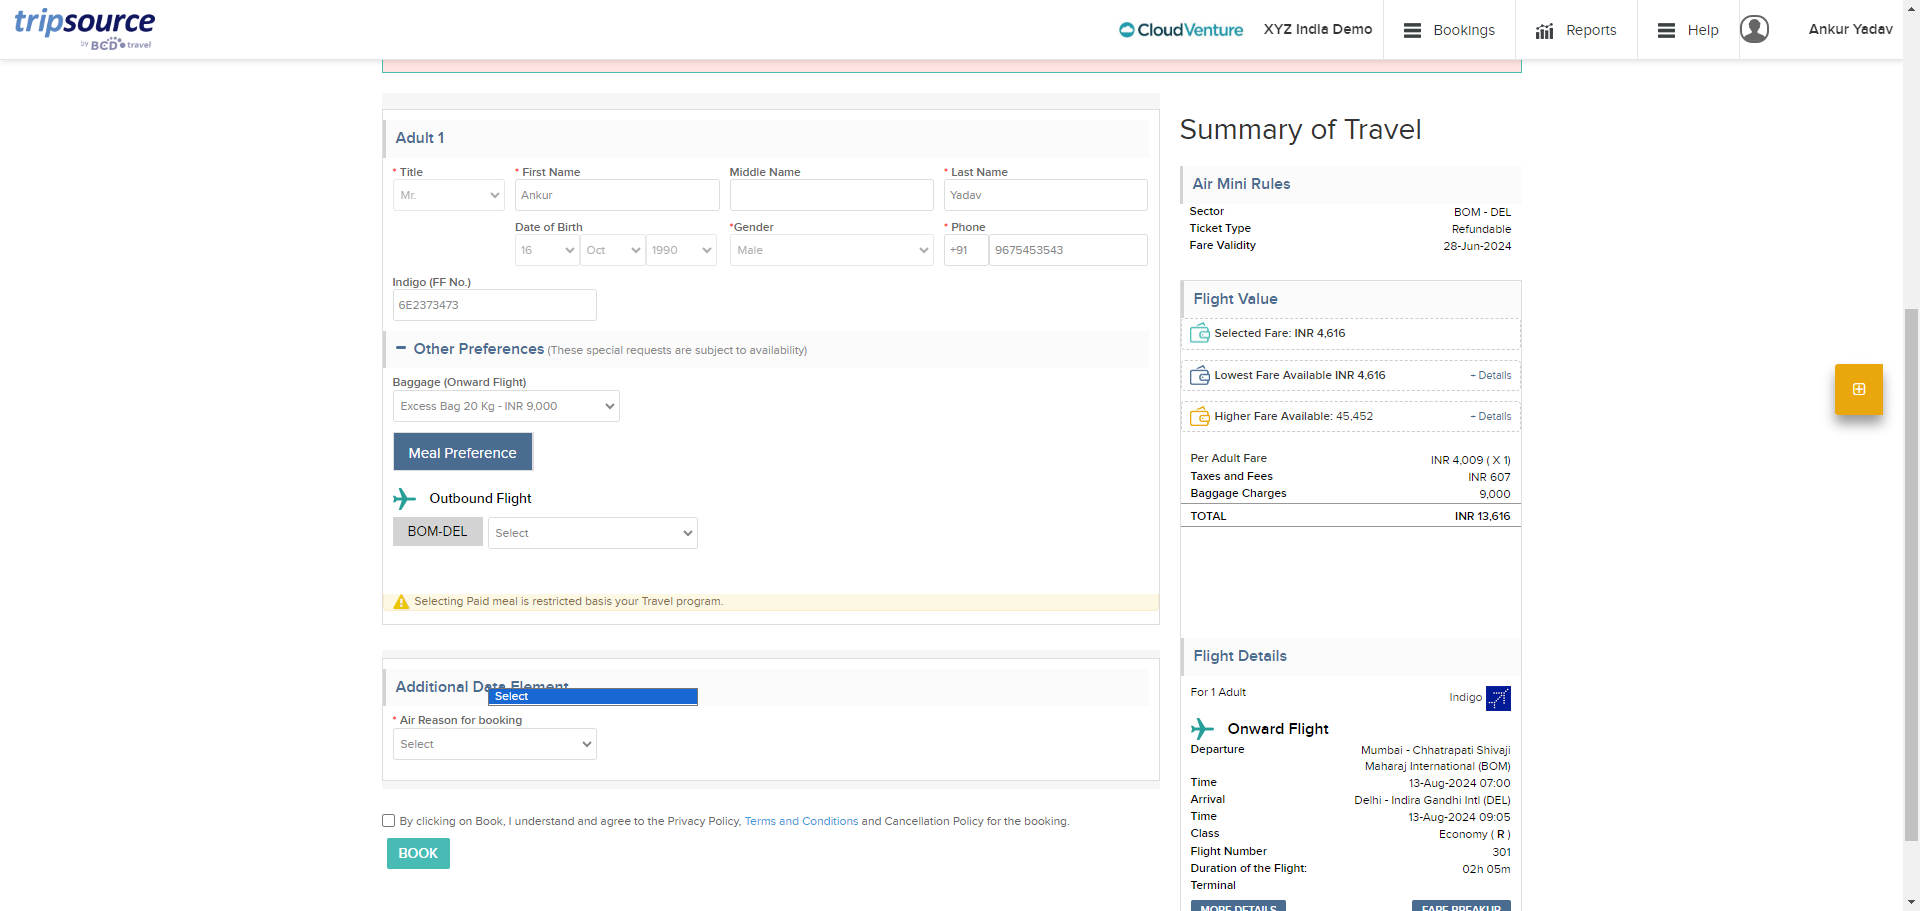 tripsource
by BCD travel
CloudVenture
XYZ India Demo
Bookings
Reports
Help
Ankur Yadav
Adult 1
* Title
* First Name
Middle Name
* Last Name
Mr.
Ankur
Yadav
Date of Birth
*Gender
* Phone
16
Oct
1990
Male
+91
9675453543
Indigo (FF No.)
6E2373473
Other Preferences (These special requests are subject to availability)
Baggage (Onward Flight)
Excess Bag 20 Kg - INR 9,000
Meal Preference
Outbound Flight
BOM-DEL
Select
Selecting Paid meal is restricted basis your Travel program.
Additional Data Element
Select
* Air Reason for booking
Select
By clicking on Book, I understand and agree to the Privacy Policy, Terms and Conditions and Cancellation Policy for the booking.
BOOK
Summary of Travel
Air Mini Rules
Sector BOM - DEL
Ticket Type Refundable
Fare Validity 28-Jun-2024
Flight Value
Selected Fare: INR 4,616
Lowest Fare Available INR 4,616 + Details
Higher Fare Available: 45,452 + Details
Per Adult Fare INR 4,009 ( X 1)
Taxes and Fees INR 607
Baggage Charges 9,000
TOTAL INR 13,616
Flight Details
For 1 Adult Indigo
Onward Flight
Departure Mumbai - Chhatrapati Shivaji
Maharaj International (BOM)
Time 13-Aug-2024 07:00
Arrival Delhi - Indira Gandhi Intl (DEL)
Time 13-Aug-2024 09:05
Class Economy ( R )
Flight Number 301
Duration of the Flight: 02h 05m
Terminal
MORE DETAILS FARE BREAKUP